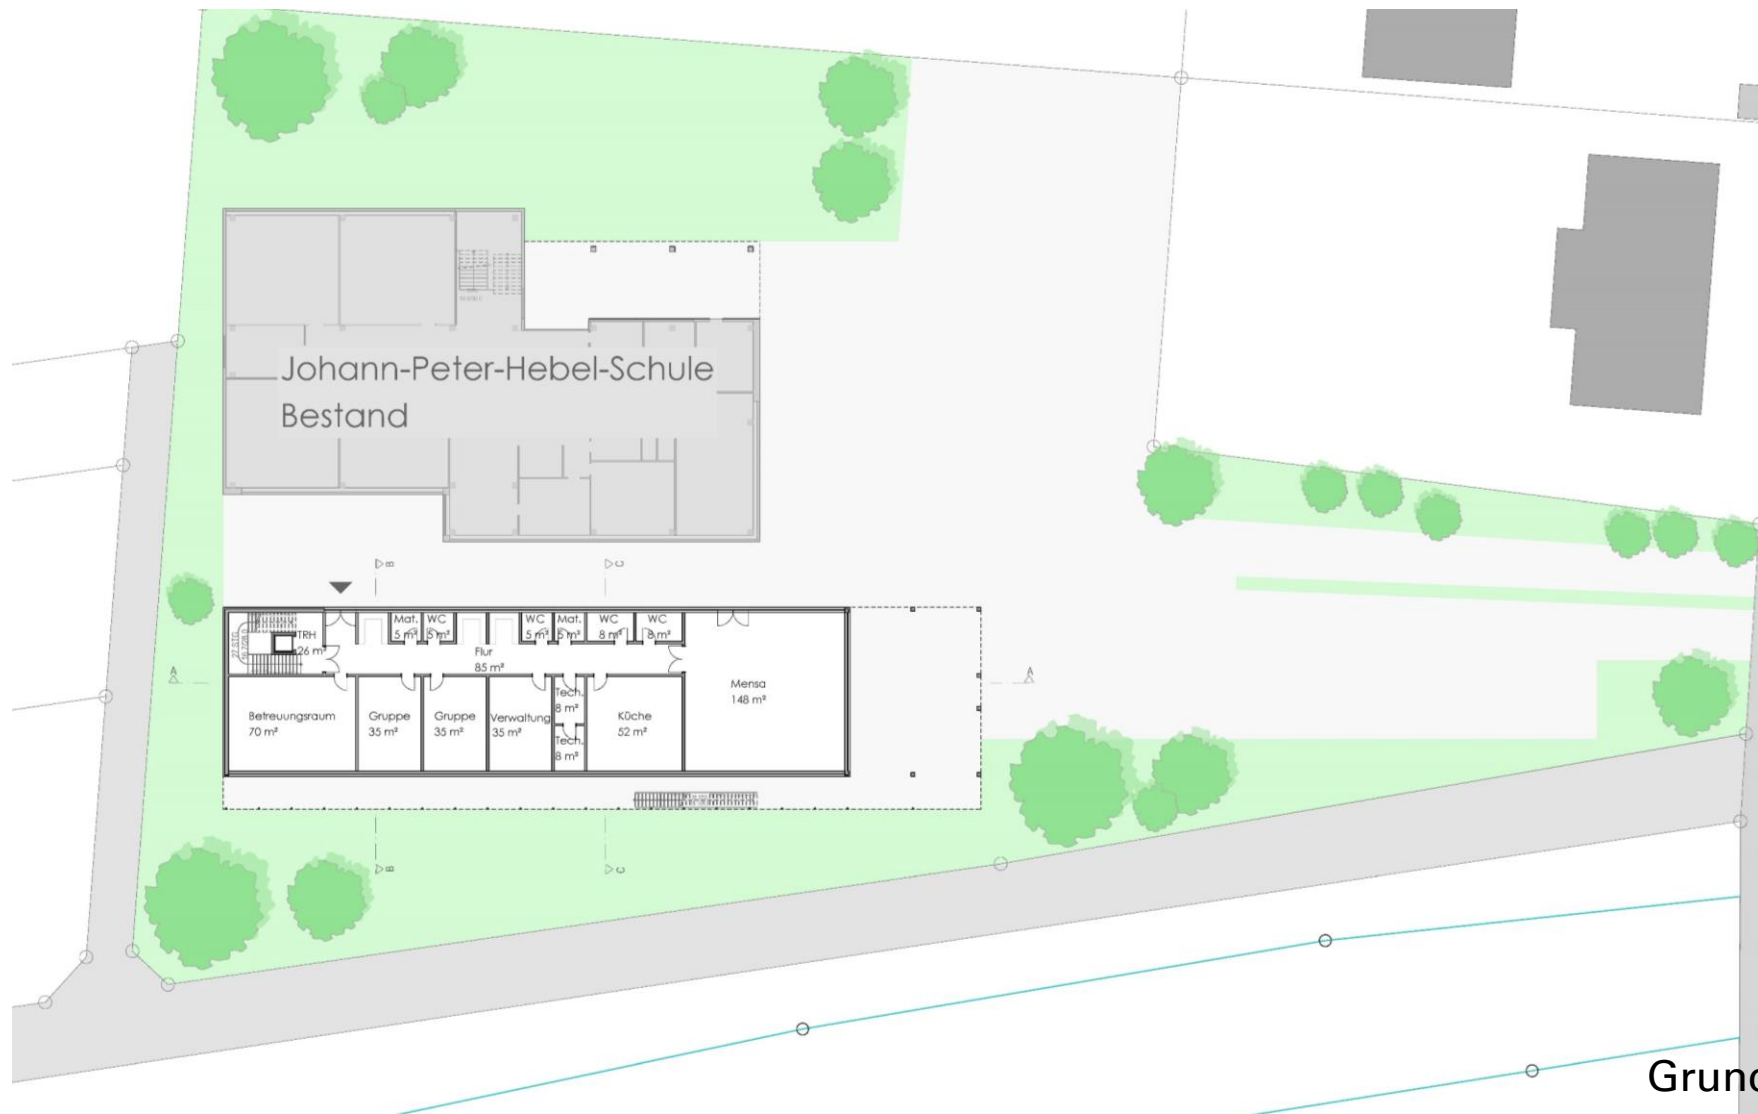 Johann-Peter-Hebel-Schule
Bestand
B
C
Mat.
5 m²
WC
5 m²
WC
5 m²
Mat.
5 m²
WC
8 m²
WC
8 m²
TRH
26 m²
Flur
85 m²
A
A
Mensa
148 m²
Betreuungsraum
70 m²
Gruppe
35 m²
Gruppe
35 m²
Verwaltung
35 m²
Tech.
8 m²
Tech.
8 m²
Küche
52 m²
B
C
Grund